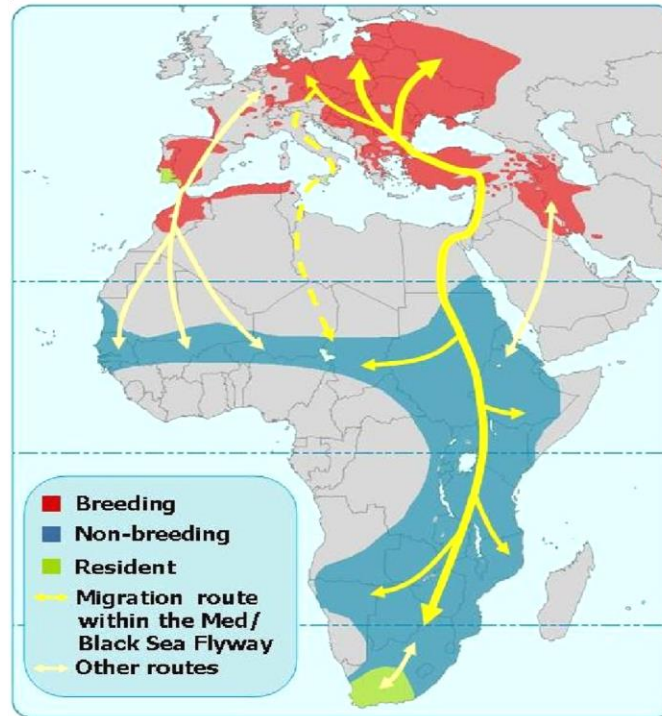 Breeding
Non-breeding
Resident
Migration route
within the Med/
Black Sea Flyway
Other routes